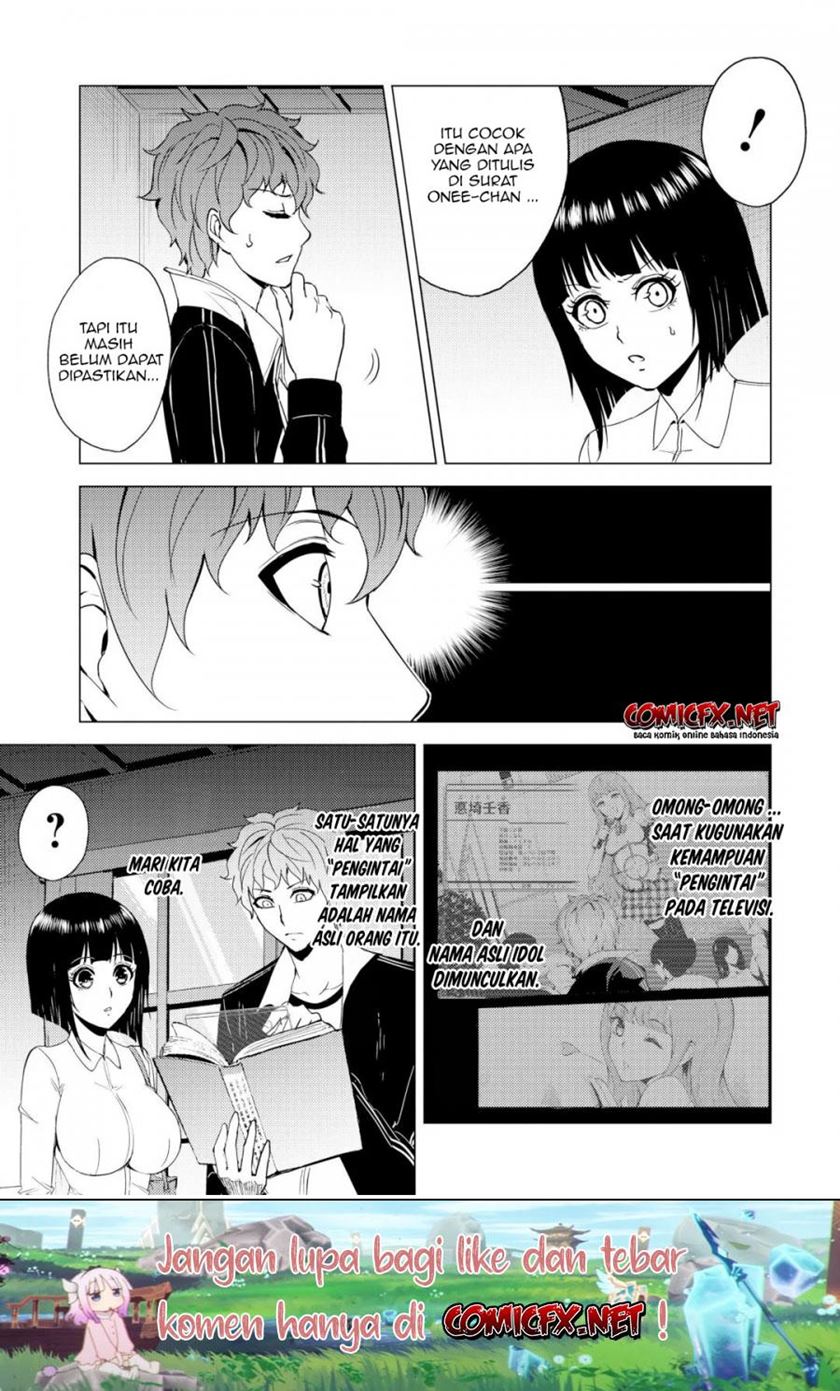 !
ITU COCOK
DENGAN APA
YANG DITULIS
DI SURAT
ONEE-CHAN ...
TAPI ITU
MASIH
BELUM DAPAT
DIPASTIKAN...
COMICFX.NET
Baca komik online Bahasa Indonesia
OMONG-OMONG ...
SAAT KUGUNAKAN
KEMAMPUAN
"PENGINTAI"
PADA TELEVISI.
DAN
NAMA ASLI IDOL
DIMUNCULKAN.
SATU-SATUNYA
HAL YANG
"PENGINTAI"
TAMPILKAN
ADALAH NAMA
ASLI ORANG ITU.
MARI KITA
COBA.
?
Jangan lupa bagi like dan tebar
komen hanya di COMICFX.NET !